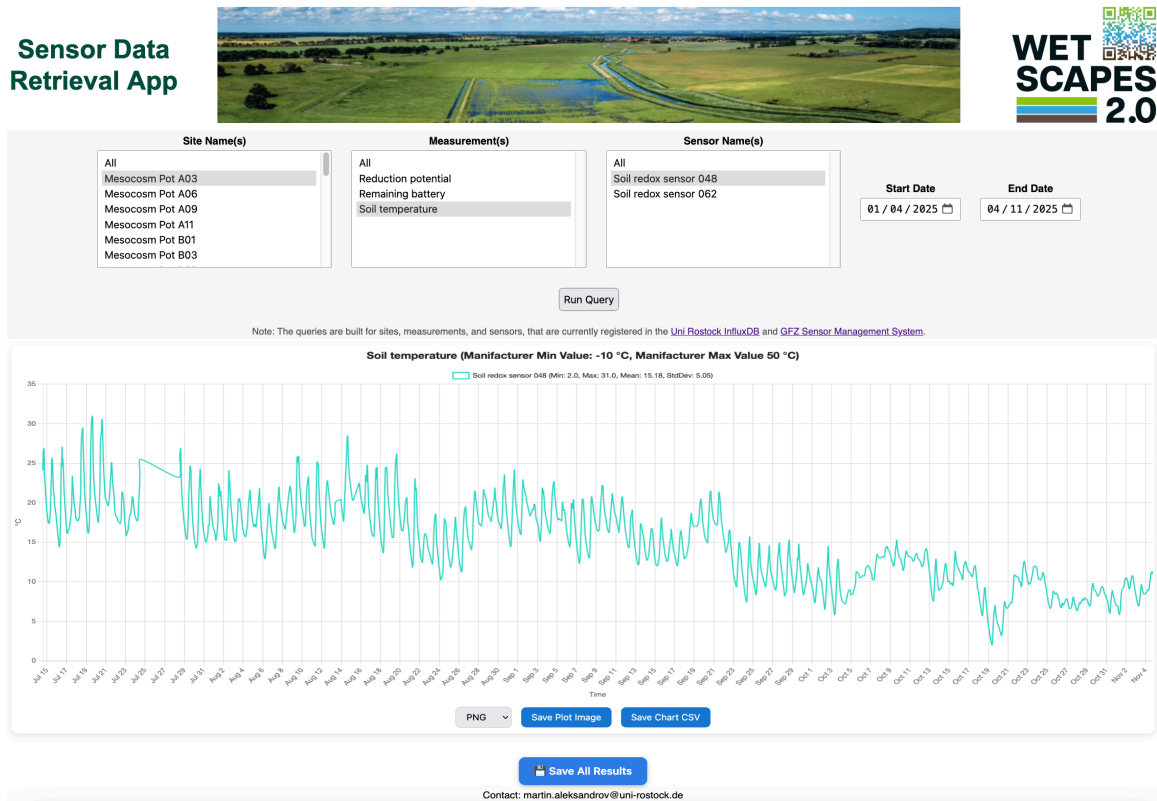 Sensor Data
Retrieval App
WET
SCAPES
2.0
Site Name(s)
All
Mesocosm Pot A03
Mesocosm Pot A06
Mesocosm Pot A09
Mesocosm Pot A11
Mesocosm Pot B01
Mesocosm Pot B03
Measurement(s)
All
Reduction potential
Remaining battery
Soil temperature
Sensor Name(s)
All
Soil redox sensor 048
Soil redox sensor 062
Start Date
01/04/2025
End Date
04/11/2025
Run Query
Note: The queries are built for sites, measurements, and sensors, that are currently registered in the Uni Rostock InfluxDB and GFZ Sensor Management System.
Soil temperature (Manifacturer Min Value: -10 °C, Manifacturer Max Value 50 °C)
Soil redox sensor 048 (Min: 2.0, Max: 31.0, Mean: 15.18, StdDev: 5.05)
35
30
25
20
15
10
5
0
°C
Jul 15 Jul 17 Jul 19 Jul 21 Jul 23 Jul 25 Jul 27 Jul 29 Jul 31 Aug 2 Aug 4 Aug 6 Aug 8 Aug 10 Aug 12 Aug 14 Aug 16 Aug 18 Aug 20 Aug 22 Aug 24 Aug 26 Aug 28 Aug 30 Sep 1 Sep 3 Sep 5 Sep 7 Sep 9 Sep 11 Sep 13 Sep 15 Sep 17 Sep 19 Sep 21 Sep 23 Sep 25 Sep 27 Sep 29 Oct 1 Oct 3 Oct 5 Oct 7 Oct 9 Oct 11 Oct 13 Oct 15 Oct 17 Oct 19 Oct 21 Oct 23 Oct 25 Oct 27 Oct 29 Oct 31 Nov 2 Nov 4
Time
PNG
Save Plot Image
Save Chart CSV
Save All Results
Contact: martin.aleksandrov@uni-rostock.de